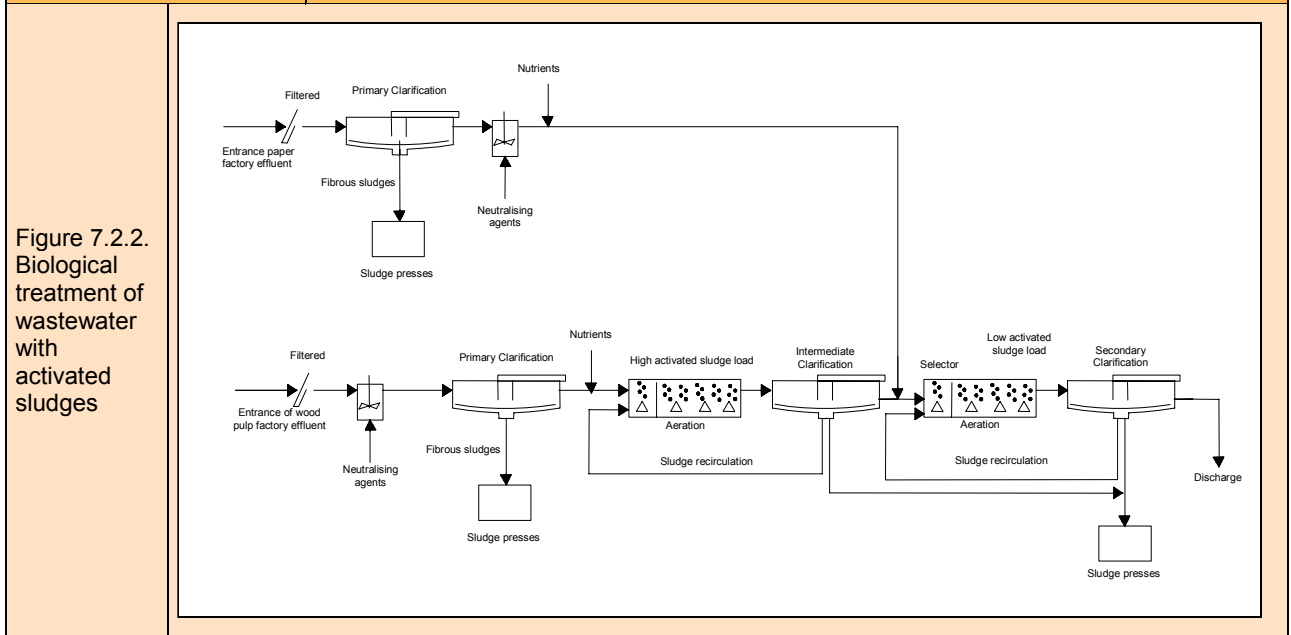 Figure 7.2.2.
Biological
treatment of
wastewater
with
activated
sludges
Nutrients
Primary Clarification
Filtered
Entrance paper
factory effluent
Fibrous sludges
Neutralising
agents
Sludge presses
Nutrients
Filtered
Primary Clarification
High activated sludge load
Intermediate
Clarification
Selector
Low activated
sludge load
Secondary
Clarification
Entrance of wood
pulp factory effluent
Aeration
Aeration
Neutralising
agents
Fibrous sludges
Sludge recirculation
Sludge recirculation
Discharge
Sludge presses
Sludge presses